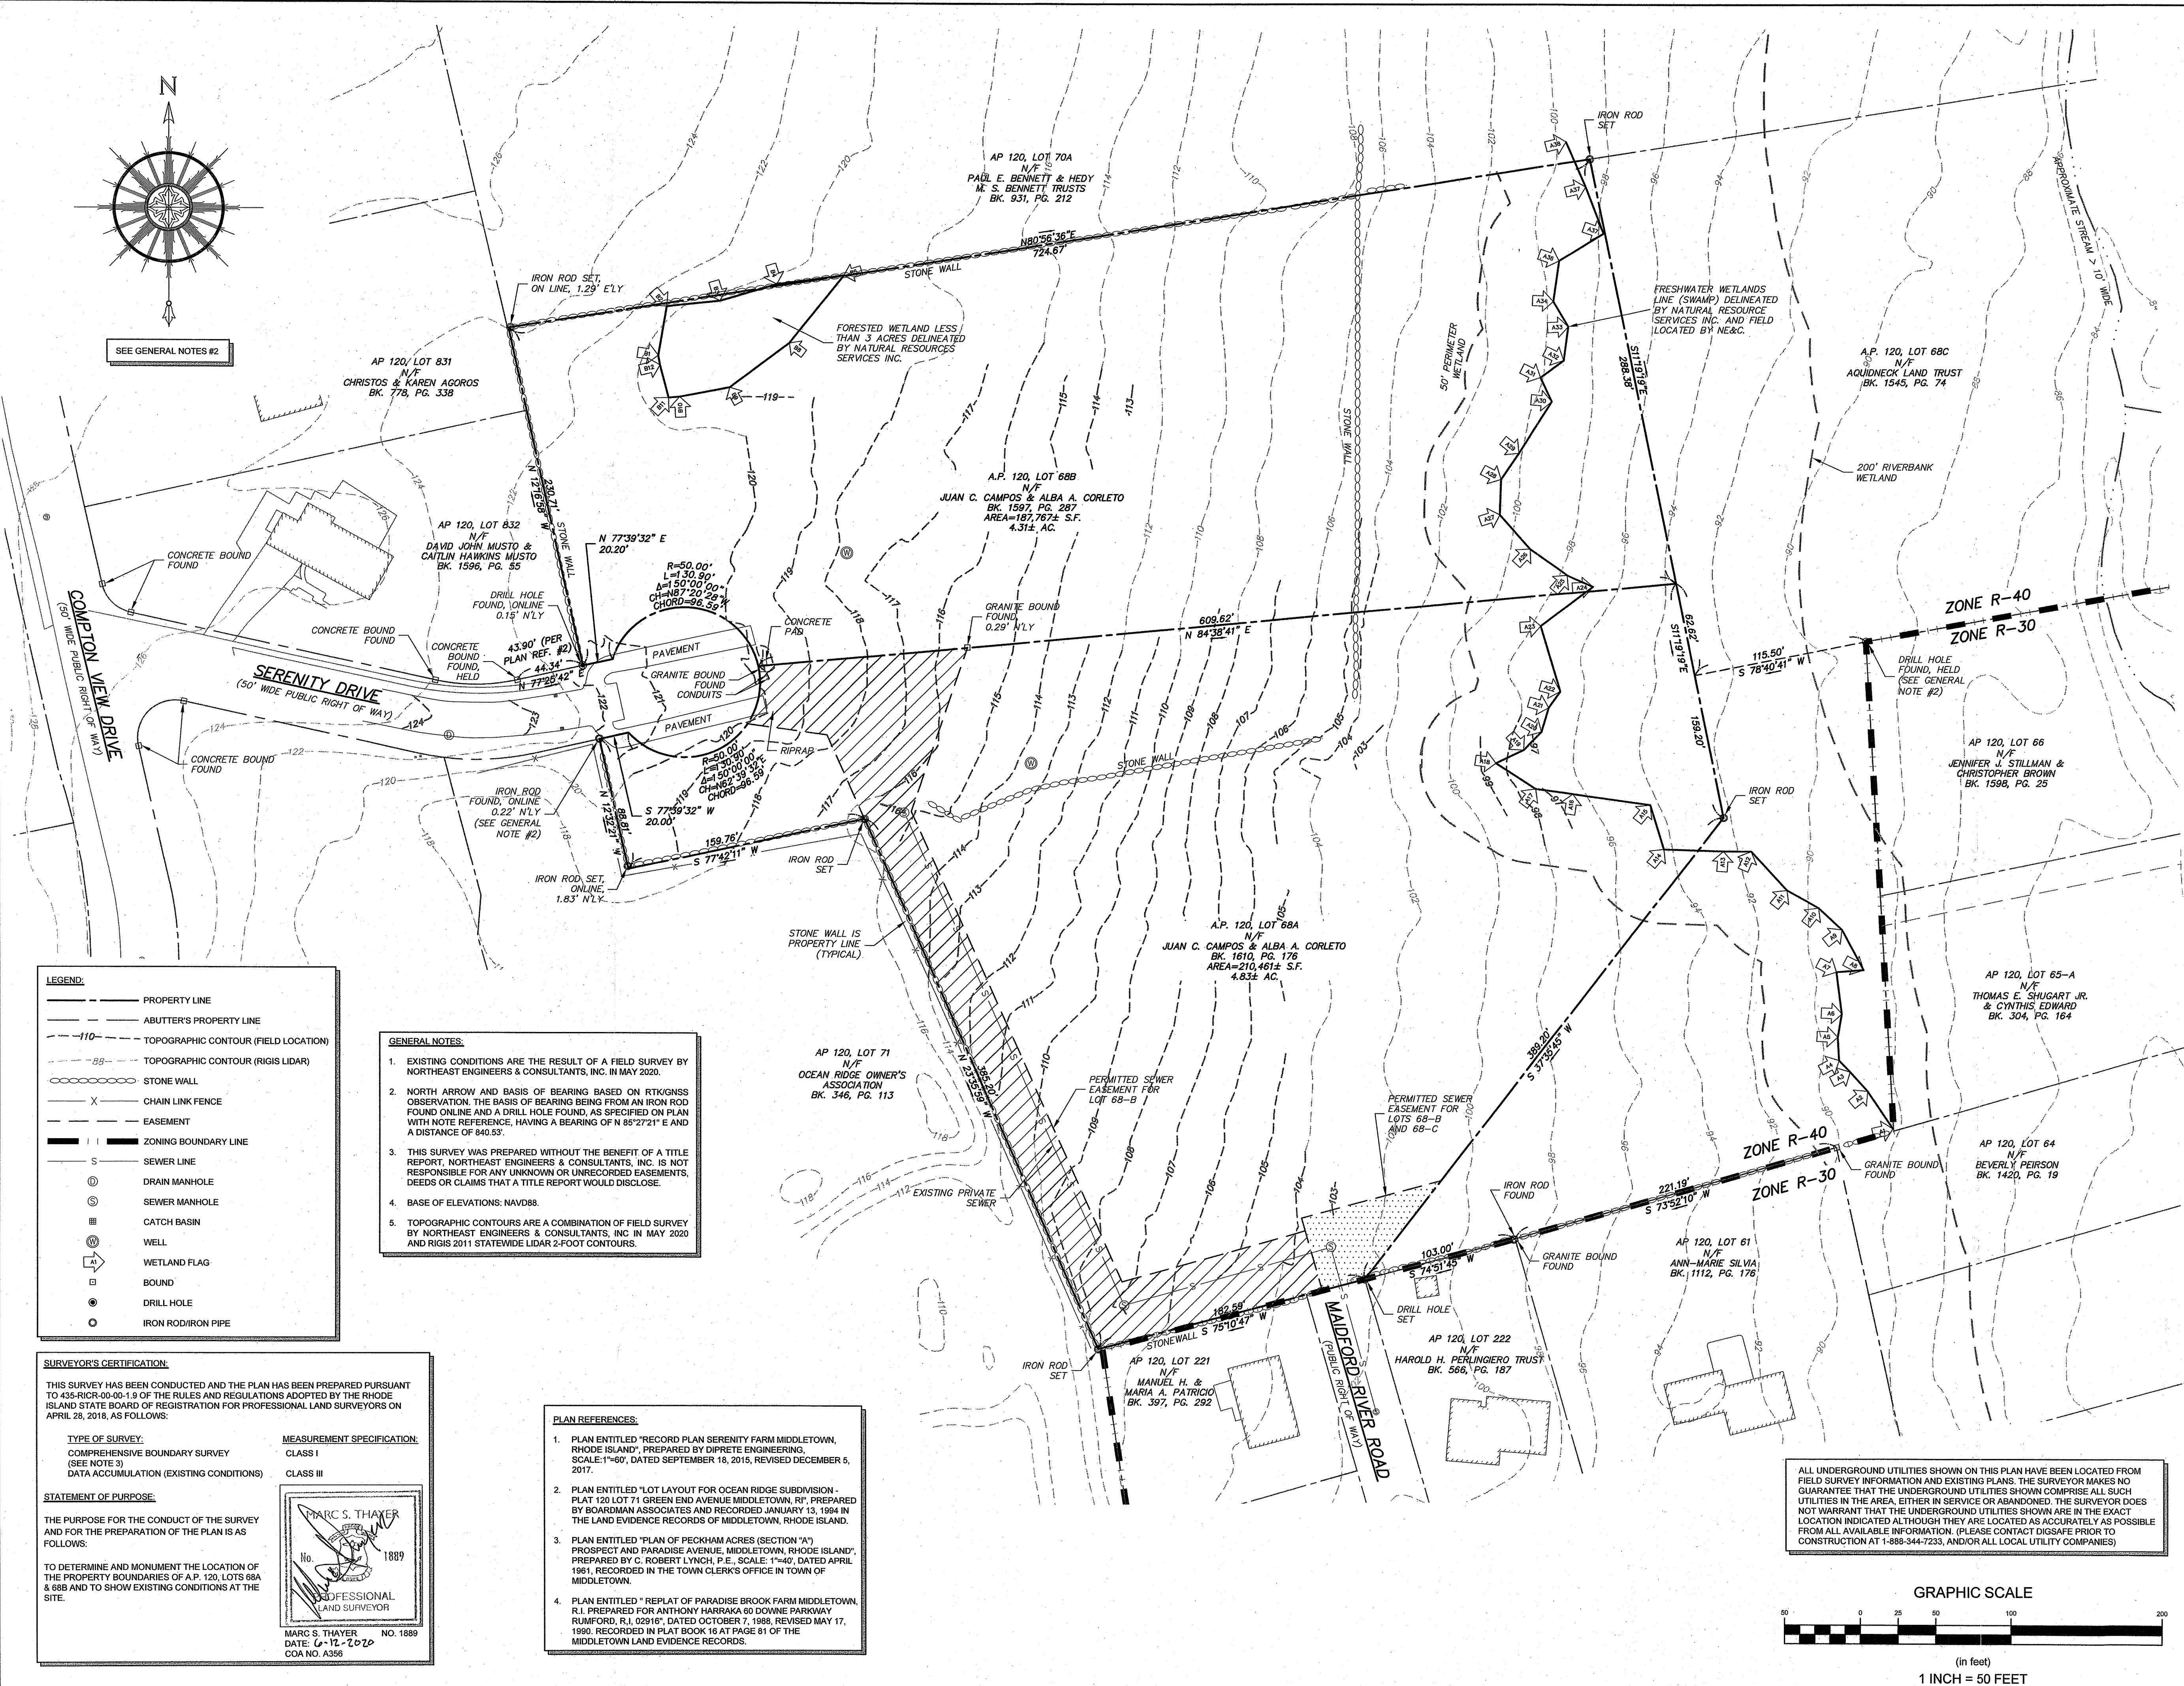 N
SEE GENERAL NOTES #2
AP 120, LOT 70A
N/F
PAUL E. BENNETT & HEDY
M. S. BENNETT TRUSTS
BK. 931, PG. 212
IRON ROD
SET
APPROXIMATE STREAM > 10' WIDE
N80°56'36"E
724.67'
STONE WALL
IRON ROD SET,
ON LINE, 1.29' E'LY
FORESTED WETLAND LESS
THAN 3 ACRES DELINEATED
BY NATURAL RESOURCES
SERVICES INC.
50' PERIMETER
WETLAND
FRESHWATER WETLANDS
LINE (SWAMP) DELINEATED
BY NATURAL RESOURCE
SERVICES INC. AND FIELD
LOCATED BY NE&C.
S11°19'19"E
288.38'
AP 120, LOT 831
N/F
CHRISTOS & KAREN AGOROS
BK. 778, PG. 338
A.P. 120, LOT 68C
N/F
AQUIDNECK LAND TRUST
BK. 1545, PG. 74
200' RIVERBANK
WETLAND
STONE WALL
A.P. 120, LOT 68B
N/F
JUAN C. CAMPOS & ALBA A. CORLETO
BK. 1597, PG. 287
AREA=187,767± S.F.
4.31± AC.
230.71'
N 12°16'58" W
STONE WALL
AP 120, LOT 832
N/F
DAVID JOHN MUSTO &
CAITLIN HAWKINS MUSTO
BK. 1596, PG. 55
N 77°39'32" E
20.20'
R=50.00'
L=130.90'
Δ=150°00'00"
CH=N87°20'28"W
CHORD=96.59'
CONCRETE BOUND
FOUND
DRILL HOLE
FOUND, ONLINE
0.15' N'LY
CONCRETE BOUND
FOUND
CONCRETE
BOUND
FOUND,
HELD
43.90' (PER
PLAN REF. #2)
44.34'
N 77°25'42" E
PAVEMENT
CONCRETE
PAD
GRANITE BOUND
FOUND
CONDUITS
PAVEMENT
GRANITE BOUND
FOUND,
0.29' N'LY
609.62'
N 84°38'41" E
62.62'
S11°19'19"E
159.20'
115.50'
S 78°40'41" W
ZONE R-40
ZONE R-30
DRILL HOLE
FOUND, HELD
(SEE GENERAL
NOTE #2)
COMPTON VIEW DRIVE
(50' WIDE PUBLIC RIGHT OF WAY)
SERENITY DRIVE
(50' WIDE PUBLIC RIGHT OF WAY)
CONCRETE BOUND
FOUND
RIPRAP
R=50.00'
L=130.90'
Δ=150°00'00"
CH=N62°39'32"E
CHORD=96.59'
STONE WALL
IRON ROD
FOUND, ONLINE
0.22' N'LY
(SEE GENERAL
NOTE #2)
88.81'
N 12°32'21" W
S 77°39'32" W
20.00'
159.76'
S 77°42'11" W
IRON ROD
SET
IRON ROD SET,
ONLINE,
1.83' N'LY
IRON ROD
SET
AP 120, LOT 66
N/F
JENNIFER J. STILLMAN &
CHRISTOPHER BROWN
BK. 1598, PG. 25
STONE WALL IS
PROPERTY LINE
(TYPICAL)
A.P. 120, LOT 68A
N/F
JUAN C. CAMPOS & ALBA A. CORLETO
BK. 1610, PG. 176
AREA=210,461± S.F.
4.83± AC.
AP 120, LOT 65-A
N/F
THOMAS E. SHUGART JR.
& CYNTHIS EDWARD
BK. 304, PG. 164
AP 120, LOT 71
N/F
OCEAN RIDGE OWNER'S
ASSOCIATION
BK. 346, PG. 113
385.20'
N 23°35'59" W
PERMITTED SEWER
EASEMENT FOR
LOT 68-B
389.20'
S 37°35'45" W
PERMITTED SEWER
EASEMENT FOR
LOTS 68-B
AND 68-C
EXISTING PRIVATE
SEWER
ZONE R-40
ZONE R-30
GRANITE BOUND
FOUND
AP 120, LOT 64
N/F
BEVERLY PEIRSON
BK. 1420, PG. 19
IRON ROD
FOUND
221.19'
S 73°52'10" W
103.00'
S 74°51'45" W
GRANITE BOUND
FOUND
AP 120, LOT 61
N/F
ANN-MARIE SILVIA
BK. 1112, PG. 176
182.59'
STONEWALL S 75°10'47" W
DRILL HOLE
SET
IRON ROD
SET
AP 120, LOT 221
N/F
MANUEL H. &
MARIA A. PATRICIO
BK. 397, PG. 292
MAIDFORD RIVER ROAD
(PUBLIC RIGHT OF WAY)
AP 120, LOT 222
N/F
HAROLD H. PERLINGIERO TRUST
BK. 566, PG. 187
LEGEND:
PROPERTY LINE
ABUTTER'S PROPERTY LINE
110 TOPOGRAPHIC CONTOUR (FIELD LOCATION)
88 TOPOGRAPHIC CONTOUR (RIGIS LIDAR)
STONE WALL
X CHAIN LINK FENCE
EASEMENT
ZONING BOUNDARY LINE
S SEWER LINE
D DRAIN MANHOLE
S SEWER MANHOLE
CATCH BASIN
W WELL
A1 WETLAND FLAG
BOUND
DRILL HOLE
IRON ROD/IRON PIPE
GENERAL NOTES:
1. EXISTING CONDITIONS ARE THE RESULT OF A FIELD SURVEY BY
NORTHEAST ENGINEERS & CONSULTANTS, INC. IN MAY 2020.
2. NORTH ARROW AND BASIS OF BEARING BASED ON RTK/GNSS
OBSERVATION. THE BASIS OF BEARING BEING FROM AN IRON ROD
FOUND ONLINE AND A DRILL HOLE FOUND, AS SPECIFIED ON PLAN
WITH NOTE REFERENCE, HAVING A BEARING OF N 85°27'21" E AND
A DISTANCE OF 840.53'.
3. THIS SURVEY WAS PREPARED WITHOUT THE BENEFIT OF A TITLE
REPORT, NORTHEAST ENGINEERS & CONSULTANTS, INC. IS NOT
RESPONSIBLE FOR ANY UNKNOWN OR UNRECORDED EASEMENTS,
DEEDS OR CLAIMS THAT A TITLE REPORT WOULD DISCLOSE.
4. BASE OF ELEVATIONS: NAVD88.
5. TOPOGRAPHIC CONTOURS ARE A COMBINATION OF FIELD SURVEY
BY NORTHEAST ENGINEERS & CONSULTANTS, INC IN MAY 2020
AND RIGIS 2011 STATEWIDE LIDAR 2-FOOT CONTOURS.
SURVEYOR'S CERTIFICATION:
THIS SURVEY HAS BEEN CONDUCTED AND THE PLAN HAS BEEN PREPARED PURSUANT
TO 435-RICR-00-00-1.9 OF THE RULES AND REGULATIONS ADOPTED BY THE RHODE
ISLAND STATE BOARD OF REGISTRATION FOR PROFESSIONAL LAND SURVEYORS ON
APRIL 28, 2018, AS FOLLOWS:
TYPE OF SURVEY: MEASUREMENT SPECIFICATION:
COMPREHENSIVE BOUNDARY SURVEY CLASS I
(SEE NOTE 3)
DATA ACCUMULATION (EXISTING CONDITIONS) CLASS III
STATEMENT OF PURPOSE:
THE PURPOSE FOR THE CONDUCT OF THE SURVEY
AND FOR THE PREPARATION OF THE PLAN IS AS
FOLLOWS:
TO DETERMINE AND MONUMENT THE LOCATION OF
THE PROPERTY BOUNDARIES OF A.P. 120, LOTS 68A
& 68B AND TO SHOW EXISTING CONDITIONS AT THE
SITE.
MARC S. THAYER
No. 1889
PROFESSIONAL
LAND SURVEYOR
MARC S. THAYER NO. 1889
DATE: 6-12-2020
COA NO. A356
PLAN REFERENCES:
1. PLAN ENTITLED "RECORD PLAN SERENITY FARM MIDDLETOWN,
RHODE ISLAND", PREPARED BY DIPRETE ENGINEERING,
SCALE:1"=60', DATED SEPTEMBER 18, 2015, REVISED DECEMBER 5,
2017.
2. PLAN ENTITLED "LOT LAYOUT FOR OCEAN RIDGE SUBDIVISION -
PLAT 120 LOT 71 GREEN END AVENUE MIDDLETOWN, RI", PREPARED
BY BOARDMAN ASSOCIATES AND RECORDED JANUARY 13, 1994 IN
THE LAND EVIDENCE RECORDS OF MIDDLETOWN, RHODE ISLAND.
3. PLAN ENTITLED "PLAN OF PECKHAM ACRES (SECTION "A")
PROSPECT AND PARADISE AVENUE, MIDDLETOWN, RHODE ISLAND",
PREPARED BY C. ROBERT LYNCH, P.E., SCALE: 1"=40', DATED APRIL
1961, RECORDED IN THE TOWN CLERK'S OFFICE IN TOWN OF
MIDDLETOWN.
4. PLAN ENTITLED " REPLAT OF PARADISE BROOK FARM MIDDLETOWN,
R.I. PREPARED FOR ANTHONY HARRAKA 60 DOWNE PARKWAY
RUMFORD, R,I, 02916", DATED OCTOBER 7, 1988, REVISED MAY 17,
1990. RECORDED IN PLAT BOOK 16 AT PAGE 81 OF THE
MIDDLETOWN LAND EVIDENCE RECORDS.
ALL UNDERGROUND UTILITIES SHOWN ON THIS PLAN HAVE BEEN LOCATED FROM
FIELD SURVEY INFORMATION AND EXISTING PLANS. THE SURVEYOR MAKES NO
GUARANTEE THAT THE UNDERGROUND UTILITIES SHOWN COMPRISE ALL SUCH
UTILITIES IN THE AREA, EITHER IN SERVICE OR ABANDONED. THE SURVEYOR DOES
NOT WARRANT THAT THE UNDERGROUND UTILITIES SHOWN ARE IN THE EXACT
LOCATION INDICATED ALTHOUGH THEY ARE LOCATED AS ACCURATELY AS POSSIBLE
FROM ALL AVAILABLE INFORMATION. (PLEASE CONTACT DIGSAFE PRIOR TO
CONSTRUCTION AT 1-888-344-7233, AND/OR ALL LOCAL UTILITY COMPANIES)
GRAPHIC SCALE
50 0 25 50 100 200
(in feet)
1 INCH = 50 FEET